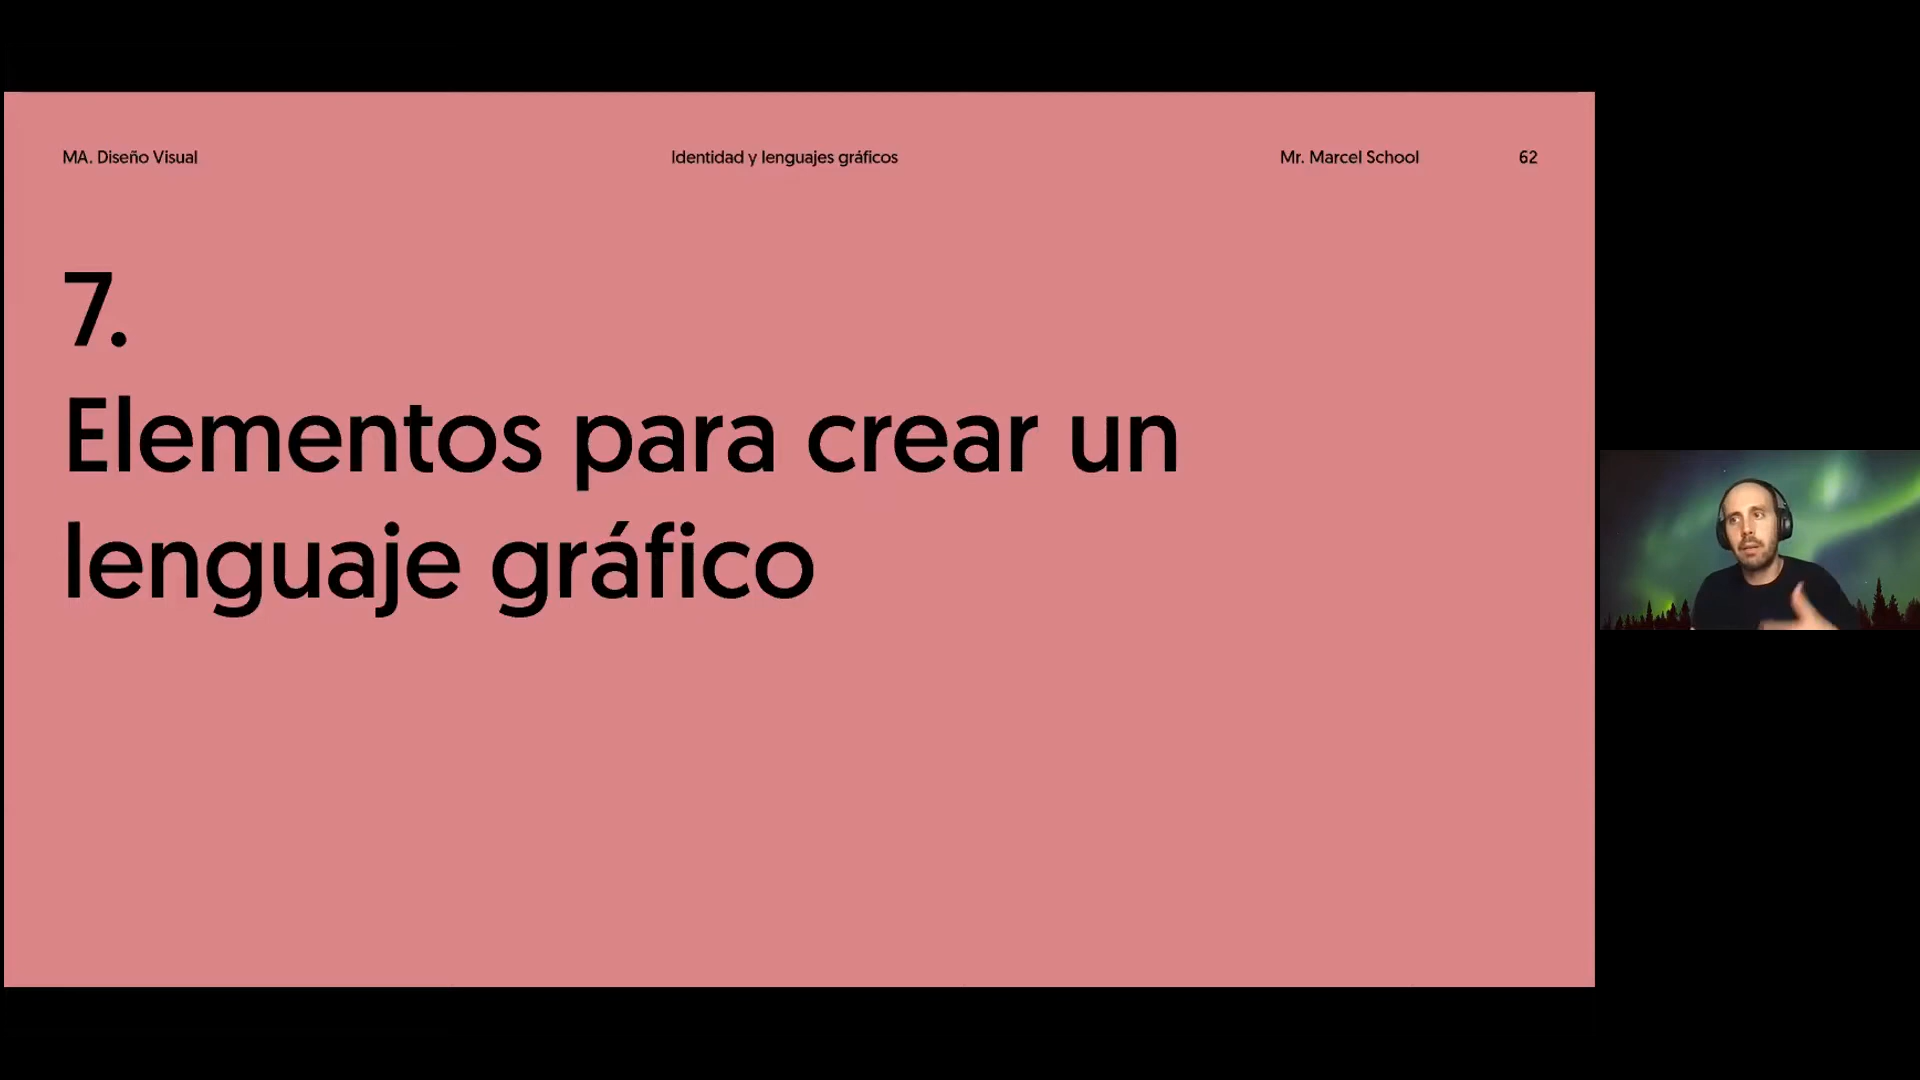 MA. Diseño Visual
Identidad y lenguajes gráficos
Mr. Marcel School
62
7.
Elementos para crear un
lenguaje gráfico